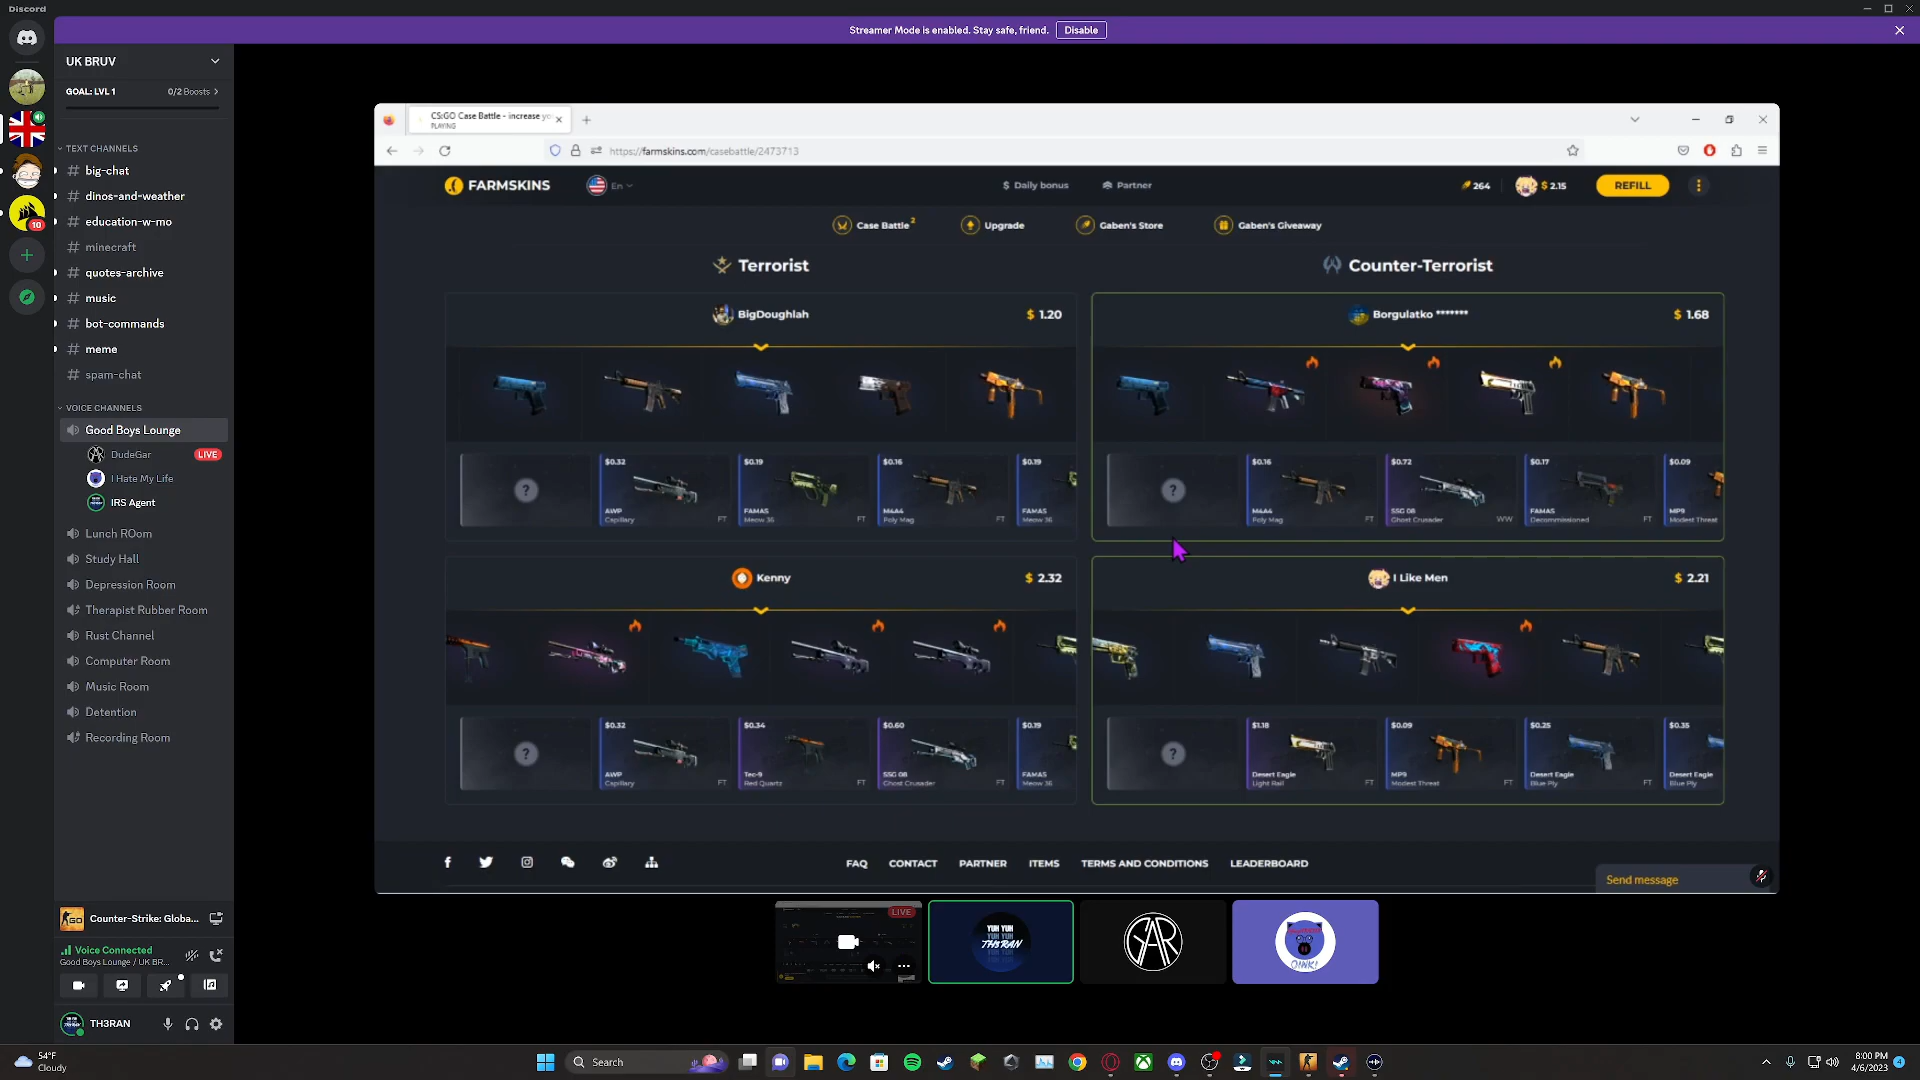 Discord
Streamer Mode is enabled. Stay safe, friend.
Disable
UK BRUV
GOAL: LVL 1
0/2 Boosts
TEXT CHANNELS
big-chat
dinos-and-weather
education-w-mo
minecraft
quotes-archive
music
bot-commands
meme
spam-chat
VOICE CHANNELS
Good Boys Lounge
DudeGar
LIVE
I Hate My Life
IRS Agent
Lunch ROom
Study Hall
Depression Room
Therapist Rubber Room
Rust Channel
Computer Room
Music Room
Detention
Recording Room
10
Counter-Strike: Globa...
Voice Connected
Good Boys Lounge / UK BR...
TH3RAN
CS:GO Case Battle - increase yo
PLAYING
https://farmskins.com/casebattle/2473713
FARMSKINS
En
$ Daily bonus
Partner
264
$ 2.15
REFILL
Case Battle 2
Upgrade
Gaben's Store
Gaben's Giveaway
Terrorist
Counter-Terrorist
BigDoughlah
$ 1.20
Borgulatko *******
$ 1.68
?
$0.32
AWP
Capillary
FT
$0.19
FAMAS
Meow 36
FT
$0.16
M4A4
Poly Mag
FT
$0.19
FAMAS
Meow 36
?
$0.16
M4A4
Poly Mag
FT
$0.72
SSG 08
Ghost Crusader
WW
$0.17
FAMAS
Decommissioned
FT
$0.09
MP9
Modest Threat
Kenny
$ 2.32
I Like Men
$ 2.21
?
$0.32
AWP
Capillary
FT
$0.34
Tec-9
Red Quartz
FT
$0.60
SSG 08
Ghost Crusader
FT
$0.19
FAMAS
Meow 36
?
$1.18
Desert Eagle
Light Rail
FT
$0.09
MP9
Modest Threat
FT
$0.25
Desert Eagle
Blue Ply
FT
$0.35
Desert Eagle
Blue Ply
FAQ
CONTACT
PARTNER
ITEMS
TERMS AND CONDITIONS
LEADERBOARD
Send message
LIVE
YUH YUH
TH3RAN
YUH YUH
GAR
OINK!
54°F
Cloudy
Search
8:00 PM
4/6/2023
4